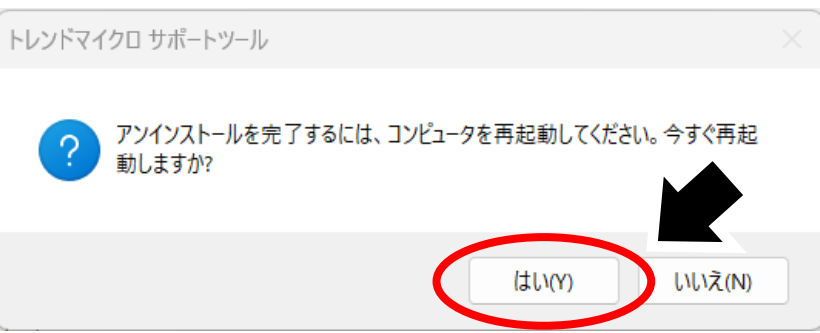 トレンドマイクロ サポートツール
アンインストールを完了するには、コンピュータを再起動してください。今すぐ再起
動しますか?
はい(Y)
いいえ(N)